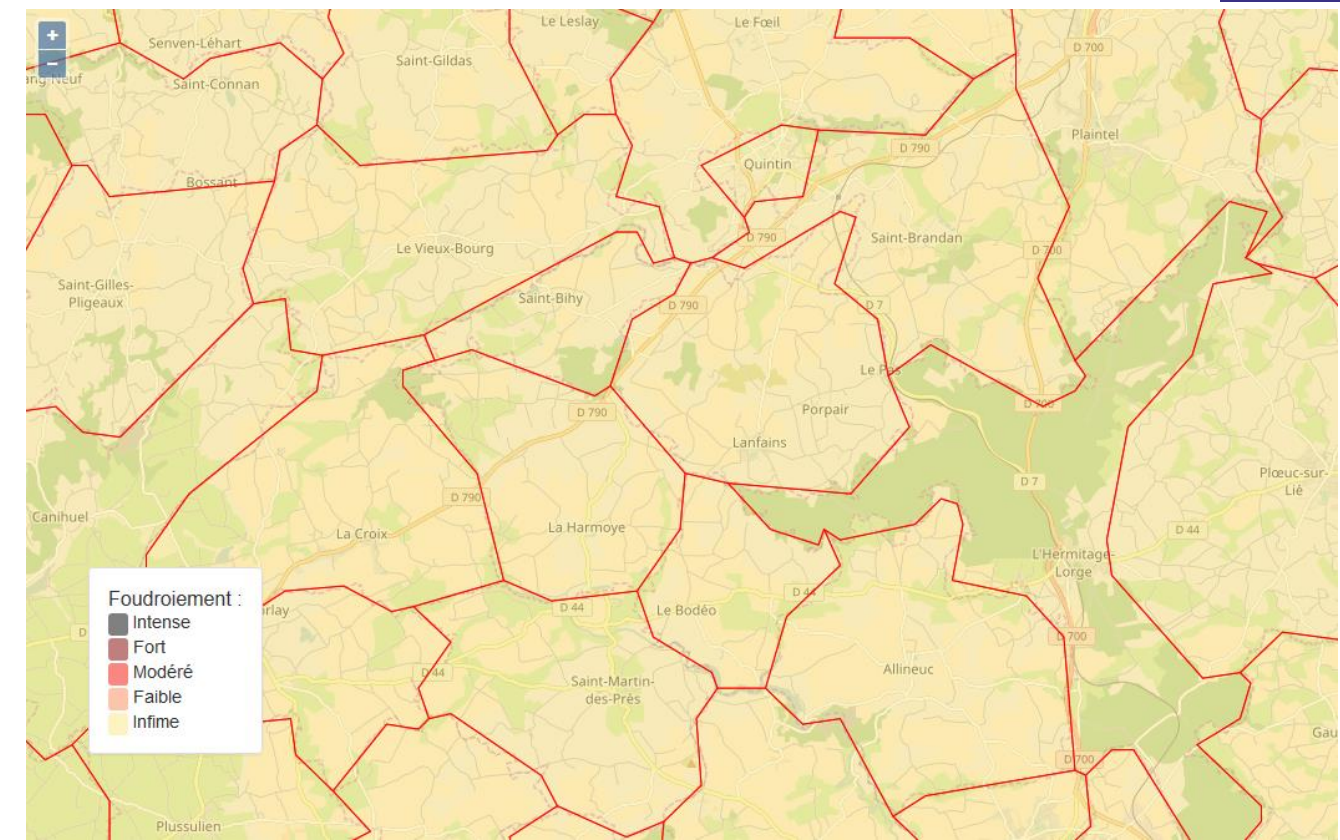 +
Le Leslay
Le Fœil
Senven-Léhart
D 700
−
Saint-Gildas
Saint-Connan
Plaintel
D 790
Quintin
Bossant
D 790
Saint-Brandan
Le Vieux-Bourg
D 700
Saint-Gilles-
Pligeaux
Saint-Bihy
D 790
D 7
Le Pas
D 700
D 790
Porpair
Lanfains
Plœuc-sur-
Lié
D 7
D 790
Canihuel
La Croix
La Harmoye
D 44
L'Hermitage-
Lorge
Foudroiement :
Intense
Fort
Modéré
Faible
Infime
D 44
Le Bodéo
D 700
D 44
Allineuc
Saint-Martin-
des-Prés
D 700
Plussulien